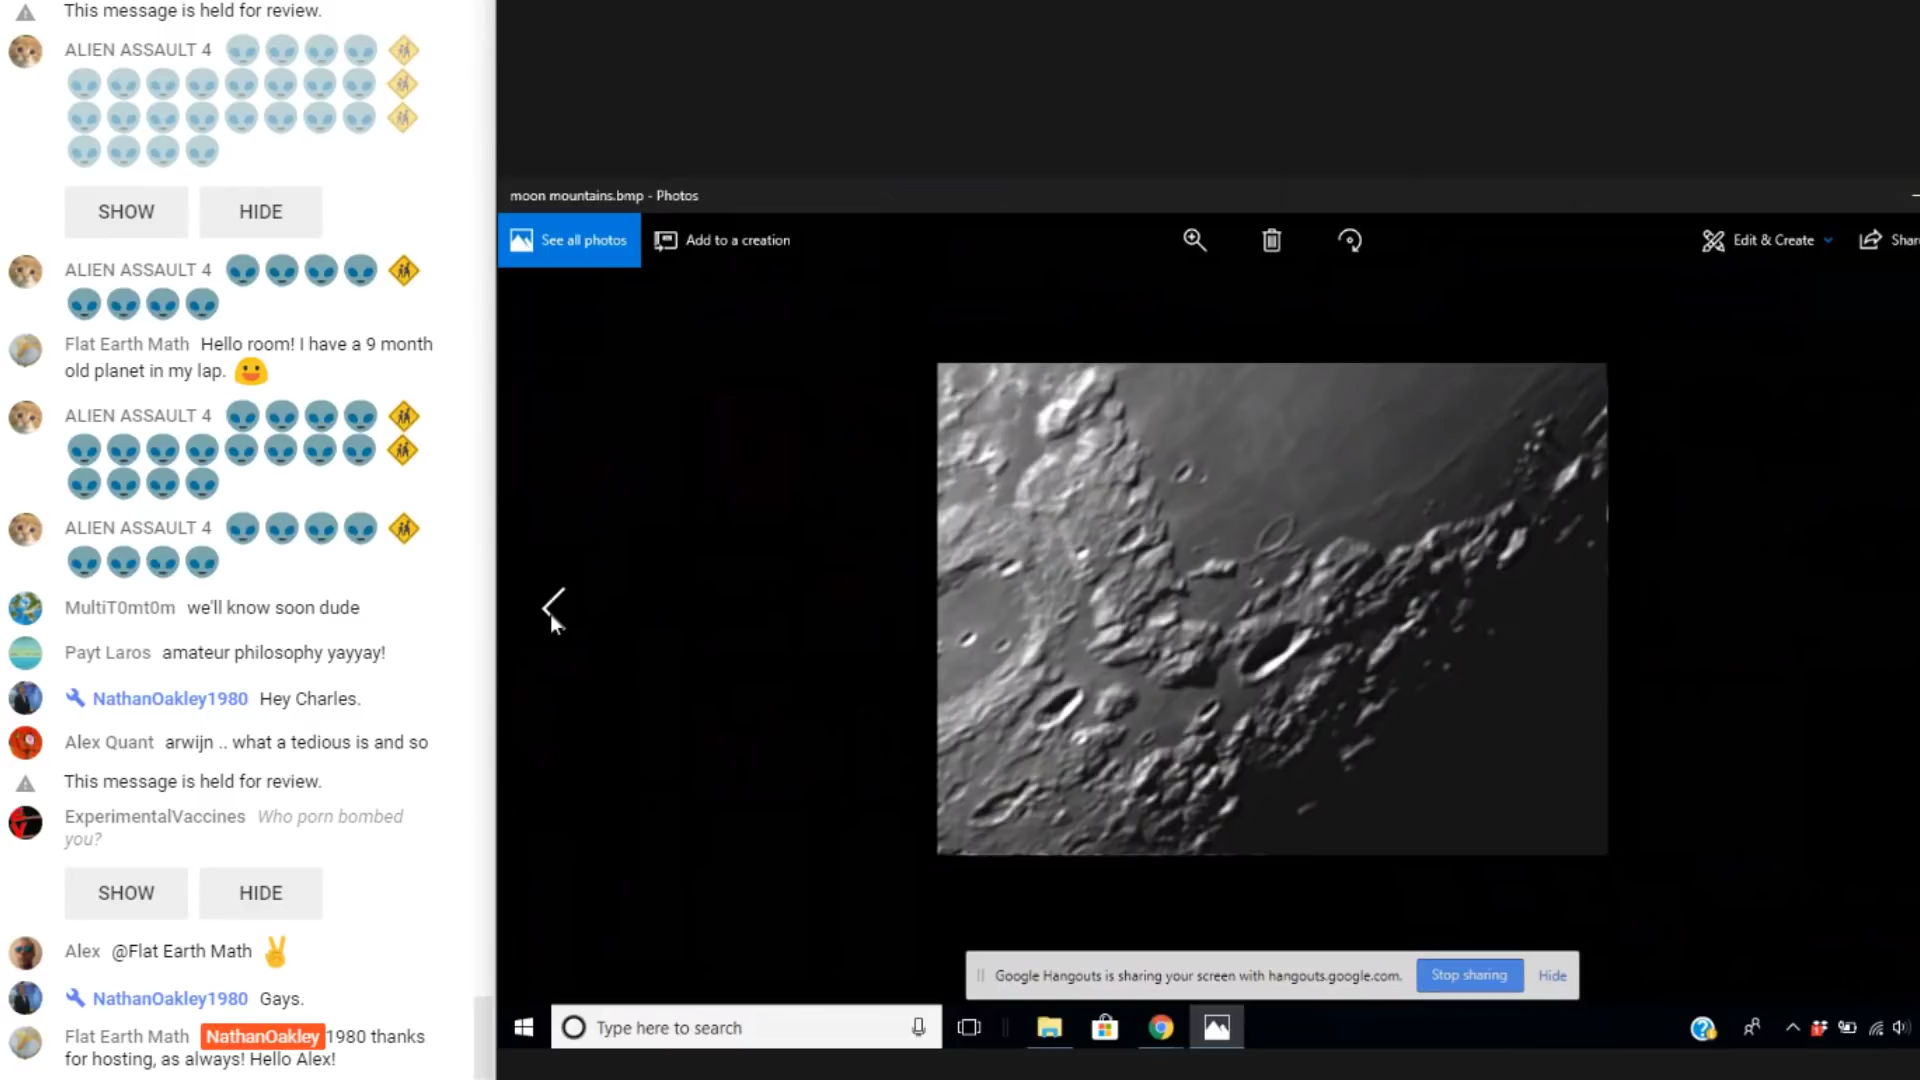 This message is held for review.
ALIEN ASSAULT 4
SHOW HIDE
ALIEN ASSAULT 4
Flat Earth Math Hello room! I have a 9 month
old planet in my lap.
ALIEN ASSAULT 4
ALIEN ASSAULT 4
MultiT0mt0m we'll know soon dude
Payt Laros amateur philosophy yayyay!
NathanOakley1980 Hey Charles.
Alex Quant arwijn .. what a tedious is and so
This message is held for review.
ExperimentalVaccines Who porn bombed
you?
SHOW HIDE
Alex @Flat Earth Math
NathanOakley1980 Gays.
Flat Earth Math NathanOakley1980 thanks
for hosting, as always! Hello Alex!
moon mountains.bmp - Photos
See all photos Add to a creation Edit & Create
Google Hangouts is sharing your screen with hangouts.google.com. Stop sharing Hide
Type here to search